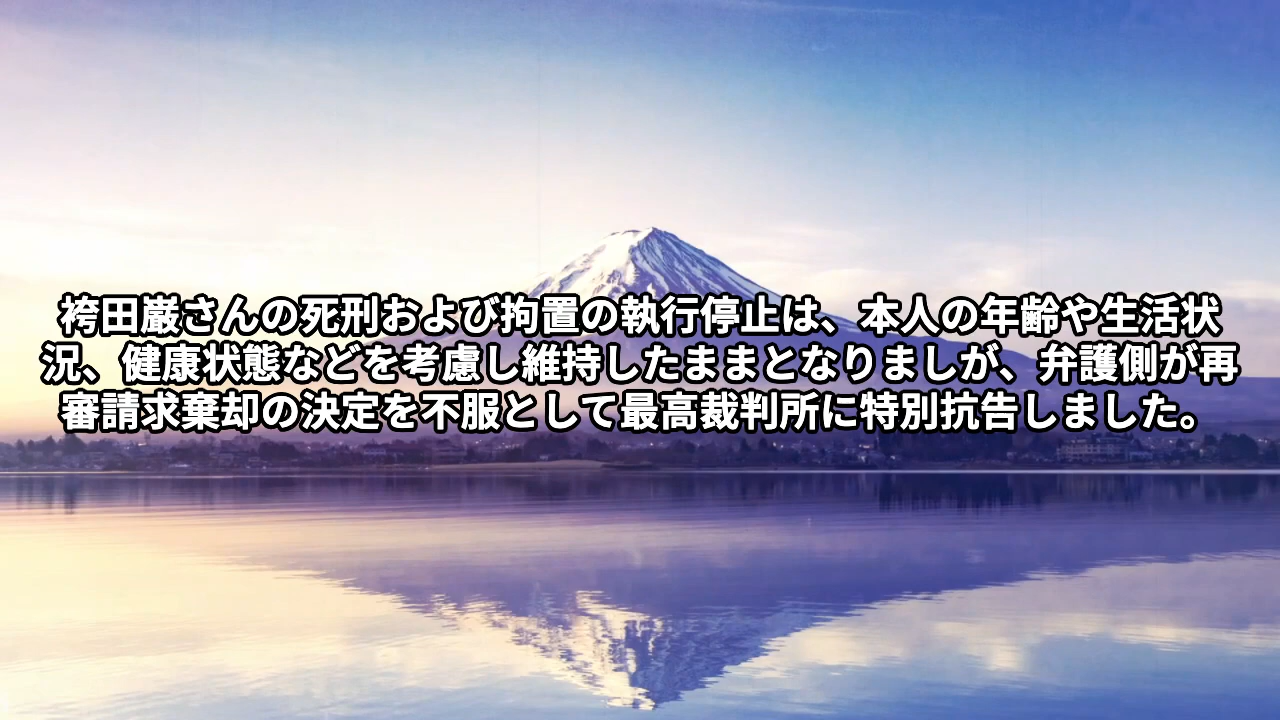 袴田巌さんの死刑および拘置の執行停止は、本人の年齢や生活状
況、健康状態などを考慮し維持したままとなりましが、弁護側が再
審請求棄却の決定を不服として最高裁判所に特別抗告しました。